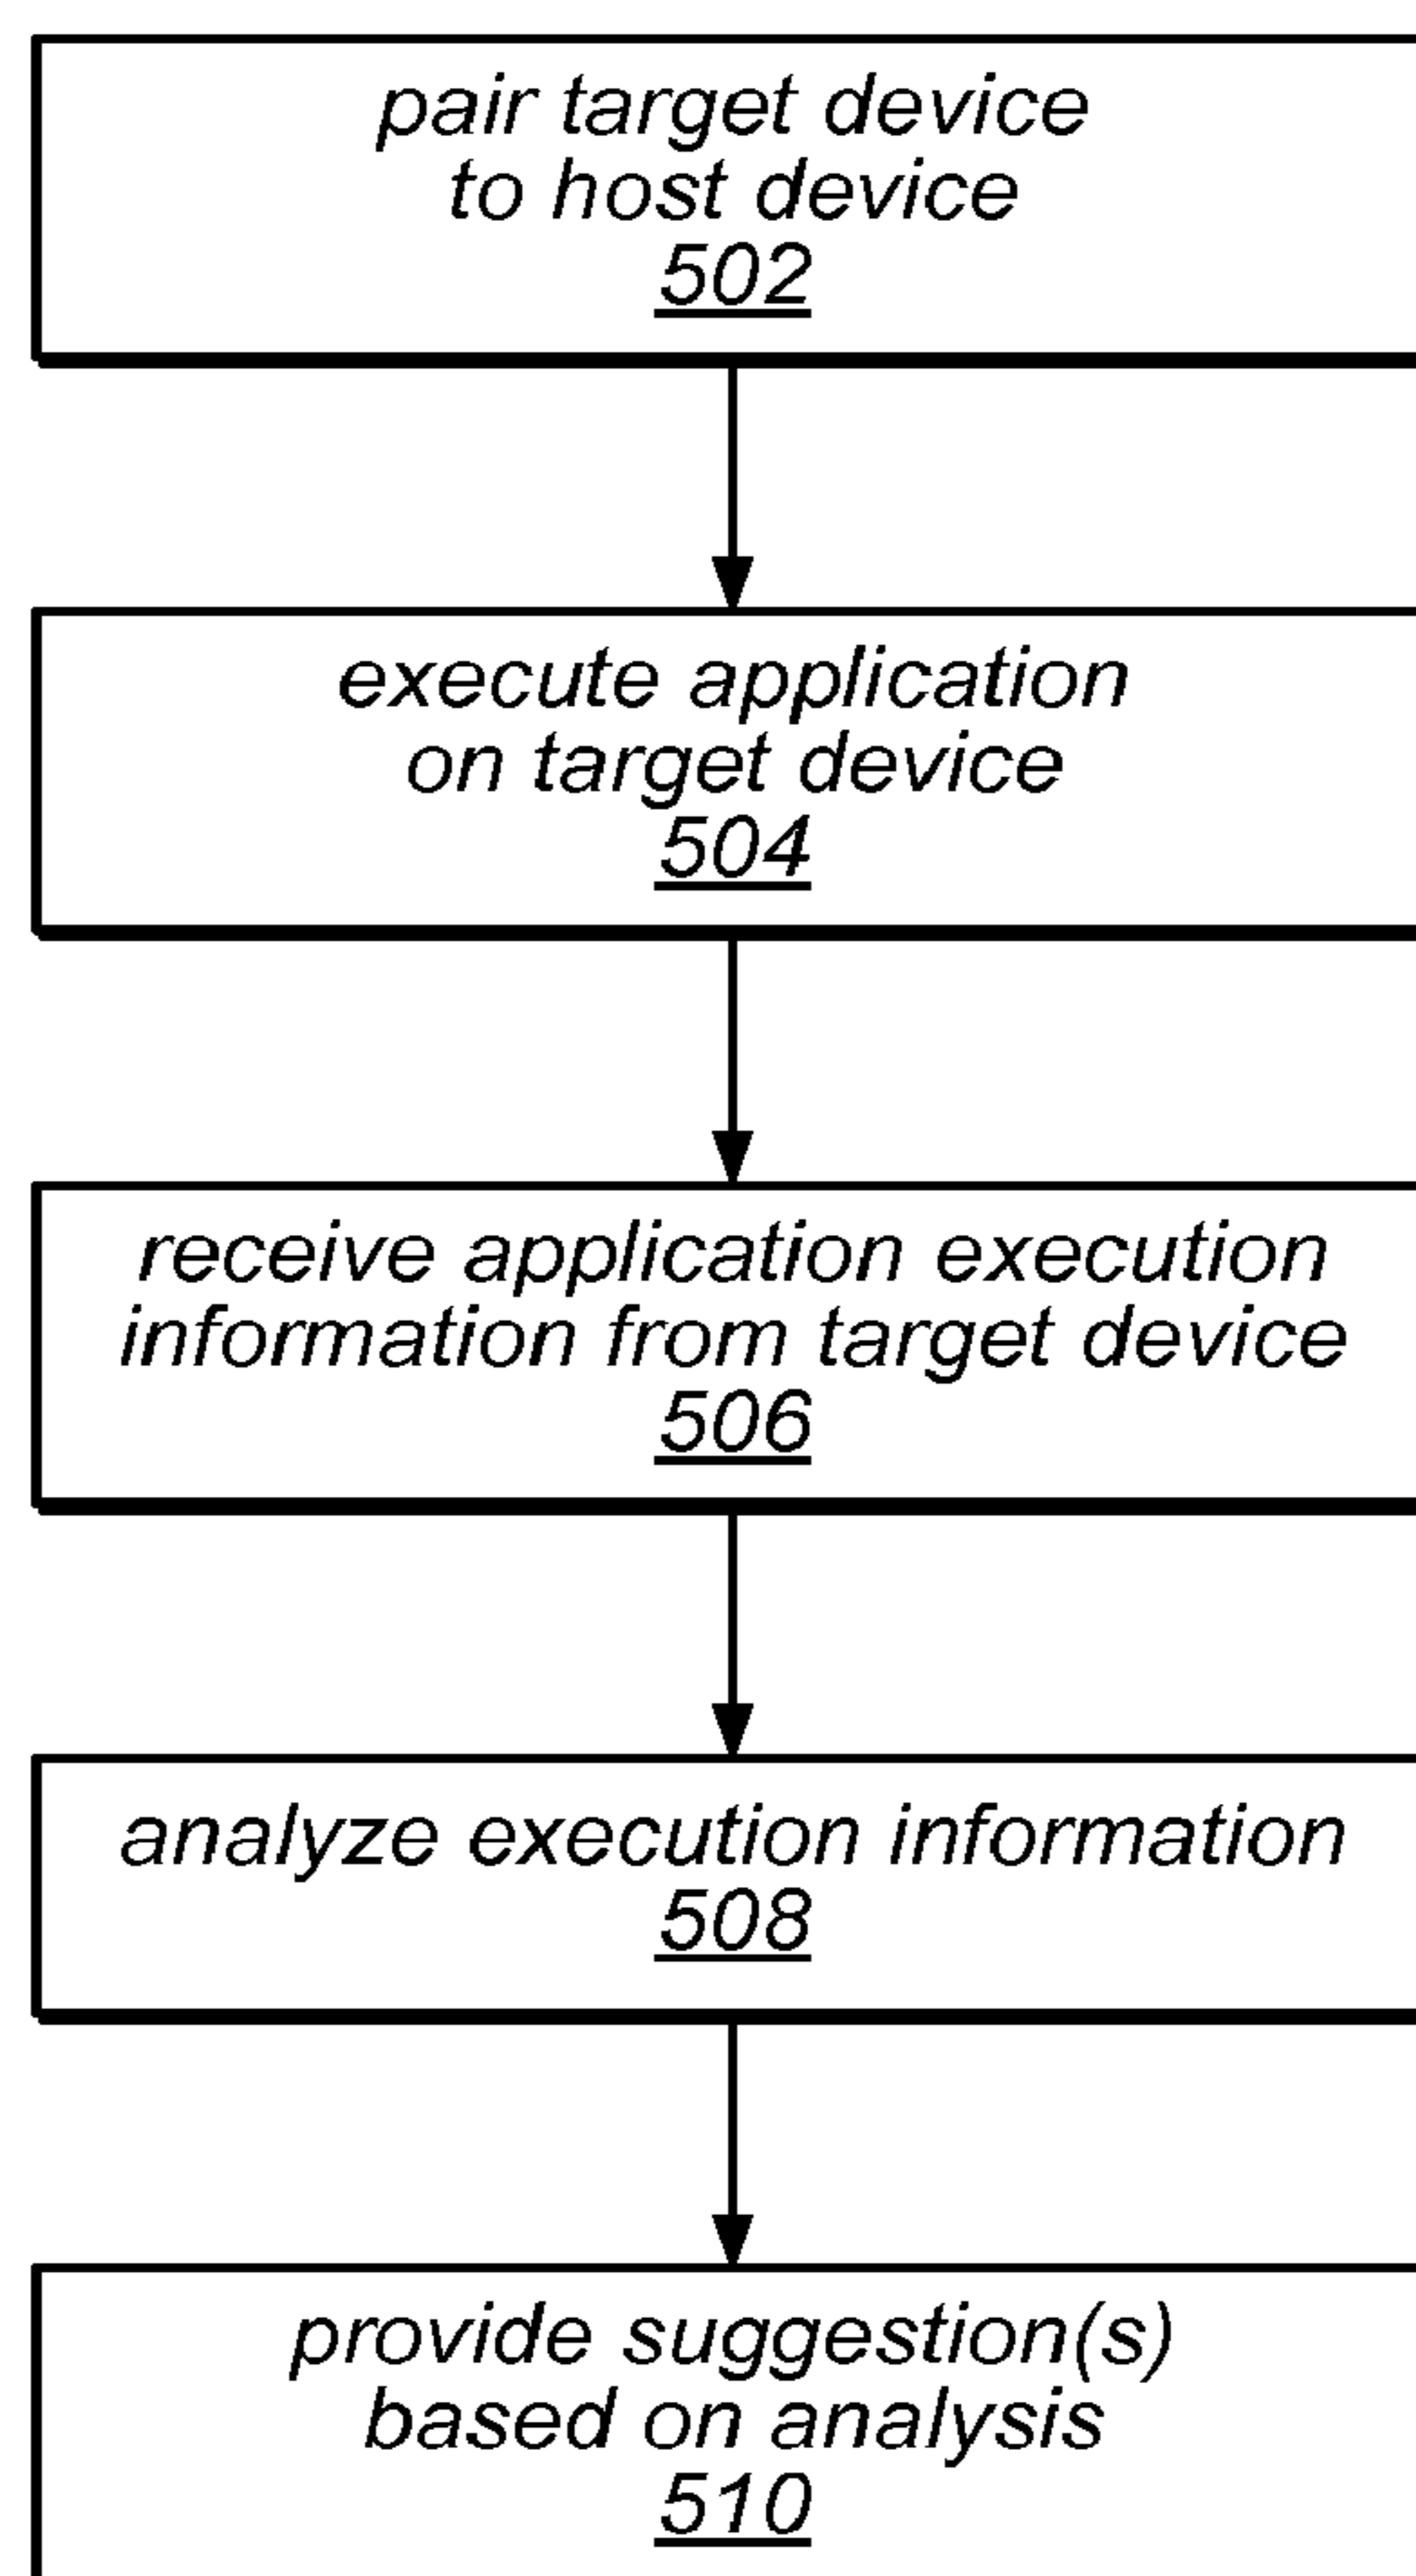 pair target device
to host device
502
execute application
on target device
504
receive application execution
information from target device
506
analyze execution information
508
provide suggestion(s)
based on analysis
510